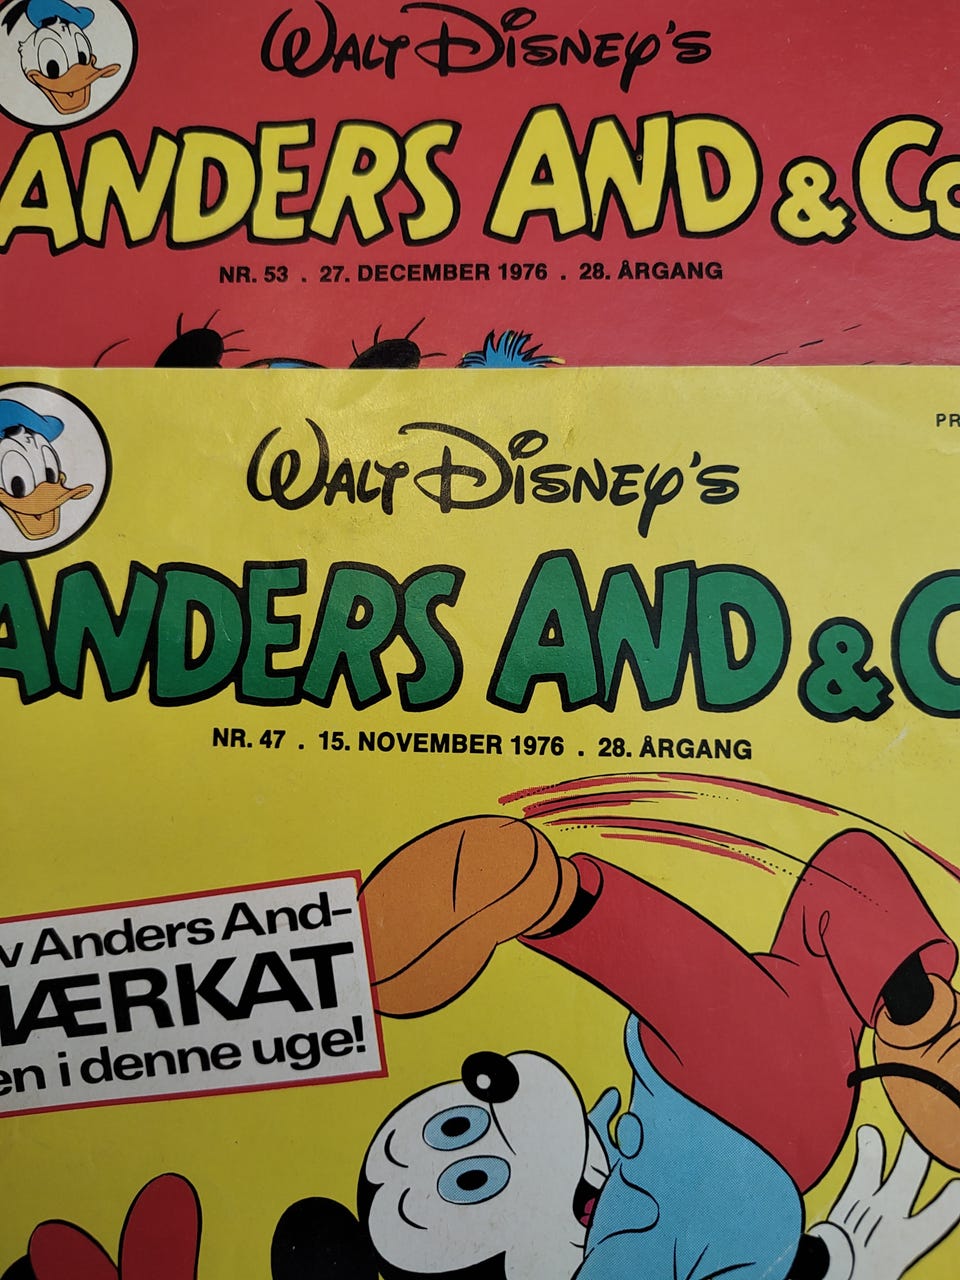 WALT DISNEY'S
ANDERS AND & Co
NR. 53 . 27. DECEMBER 1976 . 28. ÅRGANG
PR
WALT DISNEY'S
ANDERS AND & C
NR. 47 . 15. NOVEMBER 1976 . 28. ÅRGANG
v Anders And-
ÆRKAT
en i denne uge!